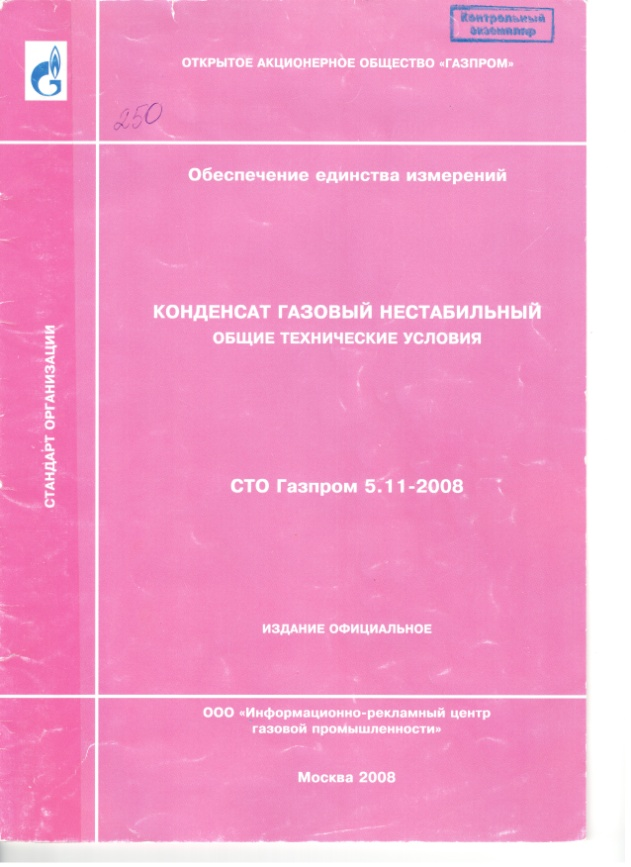 Контрольный
экземпляр
ОТКРЫТОЕ АКЦИОНЕРНОЕ ОБЩЕСТВО «ГАЗПРОМ»
250
Обеспечение единства измерений
КОНДЕНСАТ ГАЗОВЫЙ НЕСТАБИЛЬНЫЙ
ОБЩИЕ ТЕХНИЧЕСКИЕ УСЛОВИЯ
СТАНДАРТ ОРГАНИЗАЦИИ
СТО Газпром 5.11-2008
ИЗДАНИЕ ОФИЦИАЛЬНОЕ
ООО «Информационно-рекламный центр
газовой промышленности»
Москва 2008